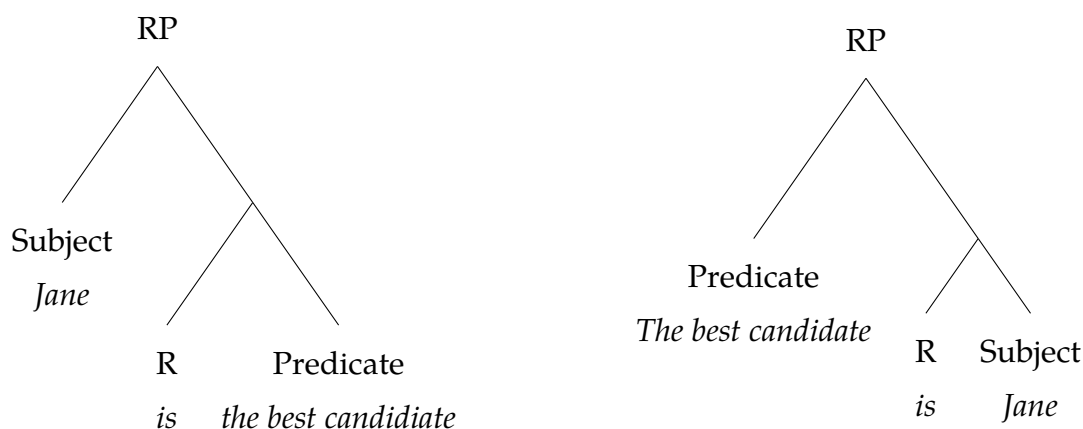 RP
Subject
Jane
R
is
Predicate
the best candidiate
RP
Predicate
The best candidate
R
is
Subject
Jane